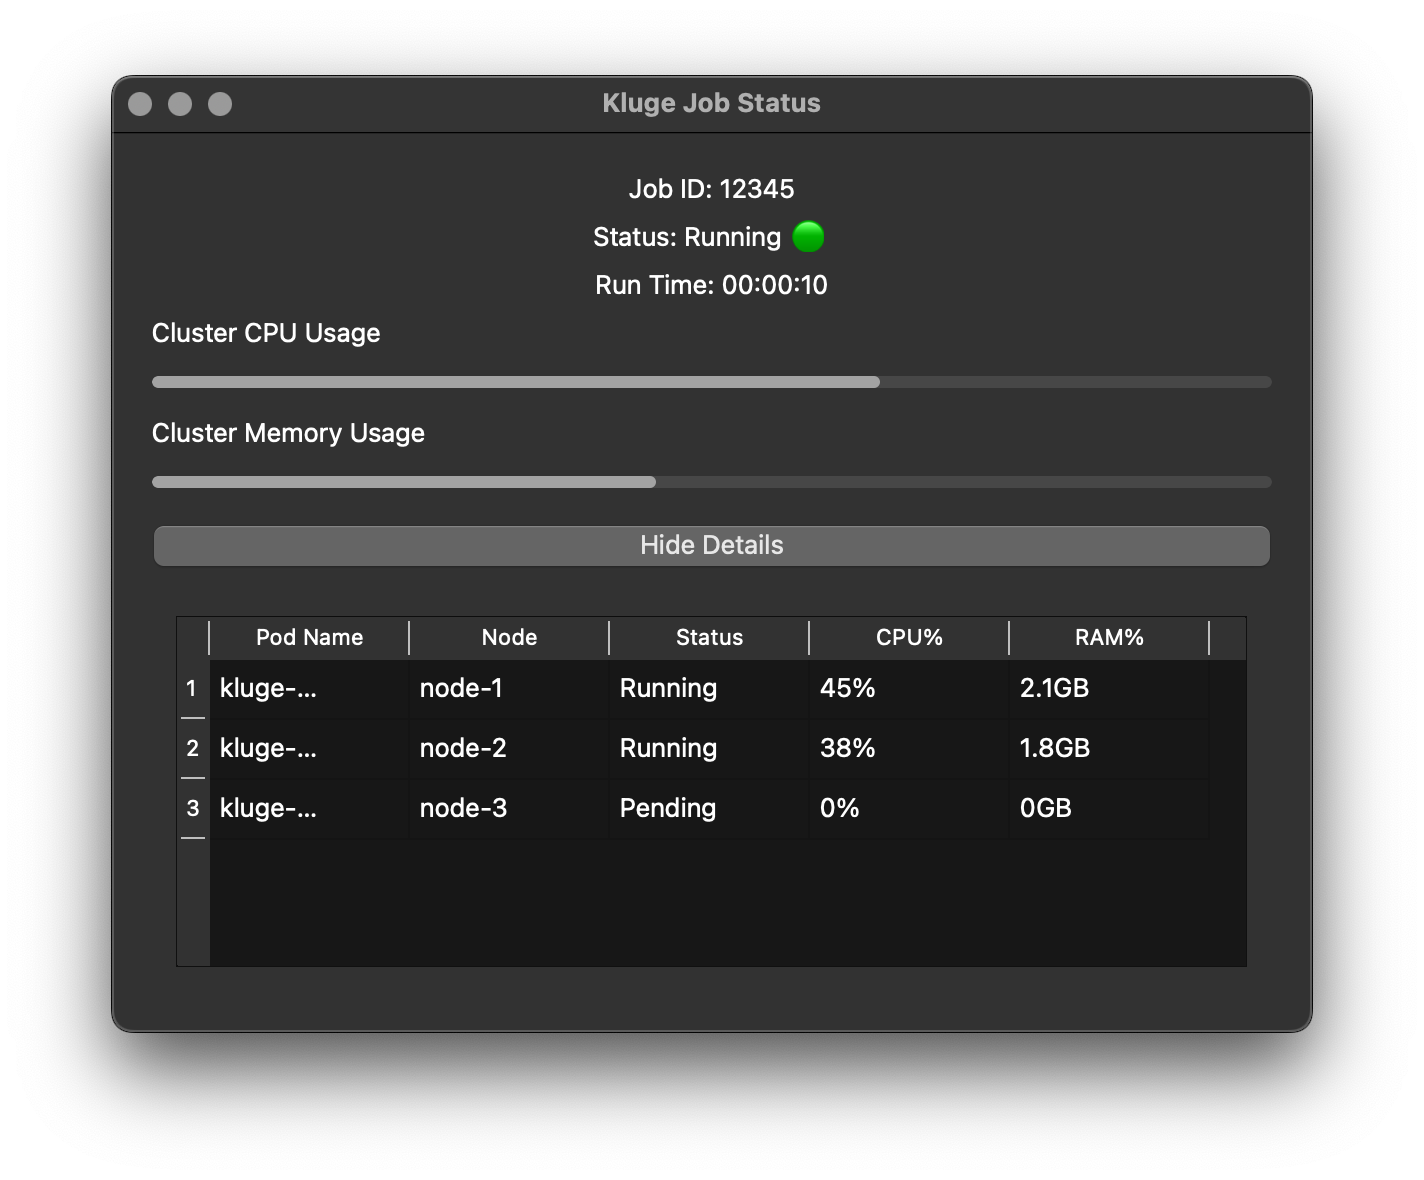 Kluge Job Status
Job ID: 12345
Status: Running
Run Time: 00:00:10
Cluster CPU Usage
Cluster Memory Usage
Hide Details
Pod Name Node Status CPU% RAM%
1 kluge-... node-1 Running 45% 2.1GB
2 kluge-... node-2 Running 38% 1.8GB
3 kluge-... node-3 Pending 0% 0GB